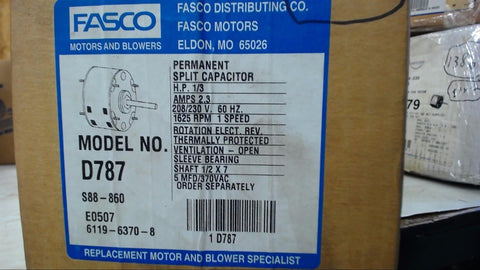 FASCO
MOTORS AND BLOWERS
FASCO DISTRIBUTING CO.
FASCO MOTORS
ELDON, MO 65026
PERMANENT
SPLIT CAPACITOR
H.P. 1/3
AMPS 2.3
208/230 V. 60 HZ.
1625 RPM 1 SPEED
ROTATION ELECT. REV.
THERMALLY PROTECTED
VENTILATION - OPEN
SLEEVE BEARING
SHAFT 1/2 X 7
5 MFD/370VAC
ORDER SEPARATELY
MODEL NO.
D787
S88-860
E0507
6119-6370-8
1 D787
REPLACEMENT MOTOR AND BLOWER SPECIALIST
79